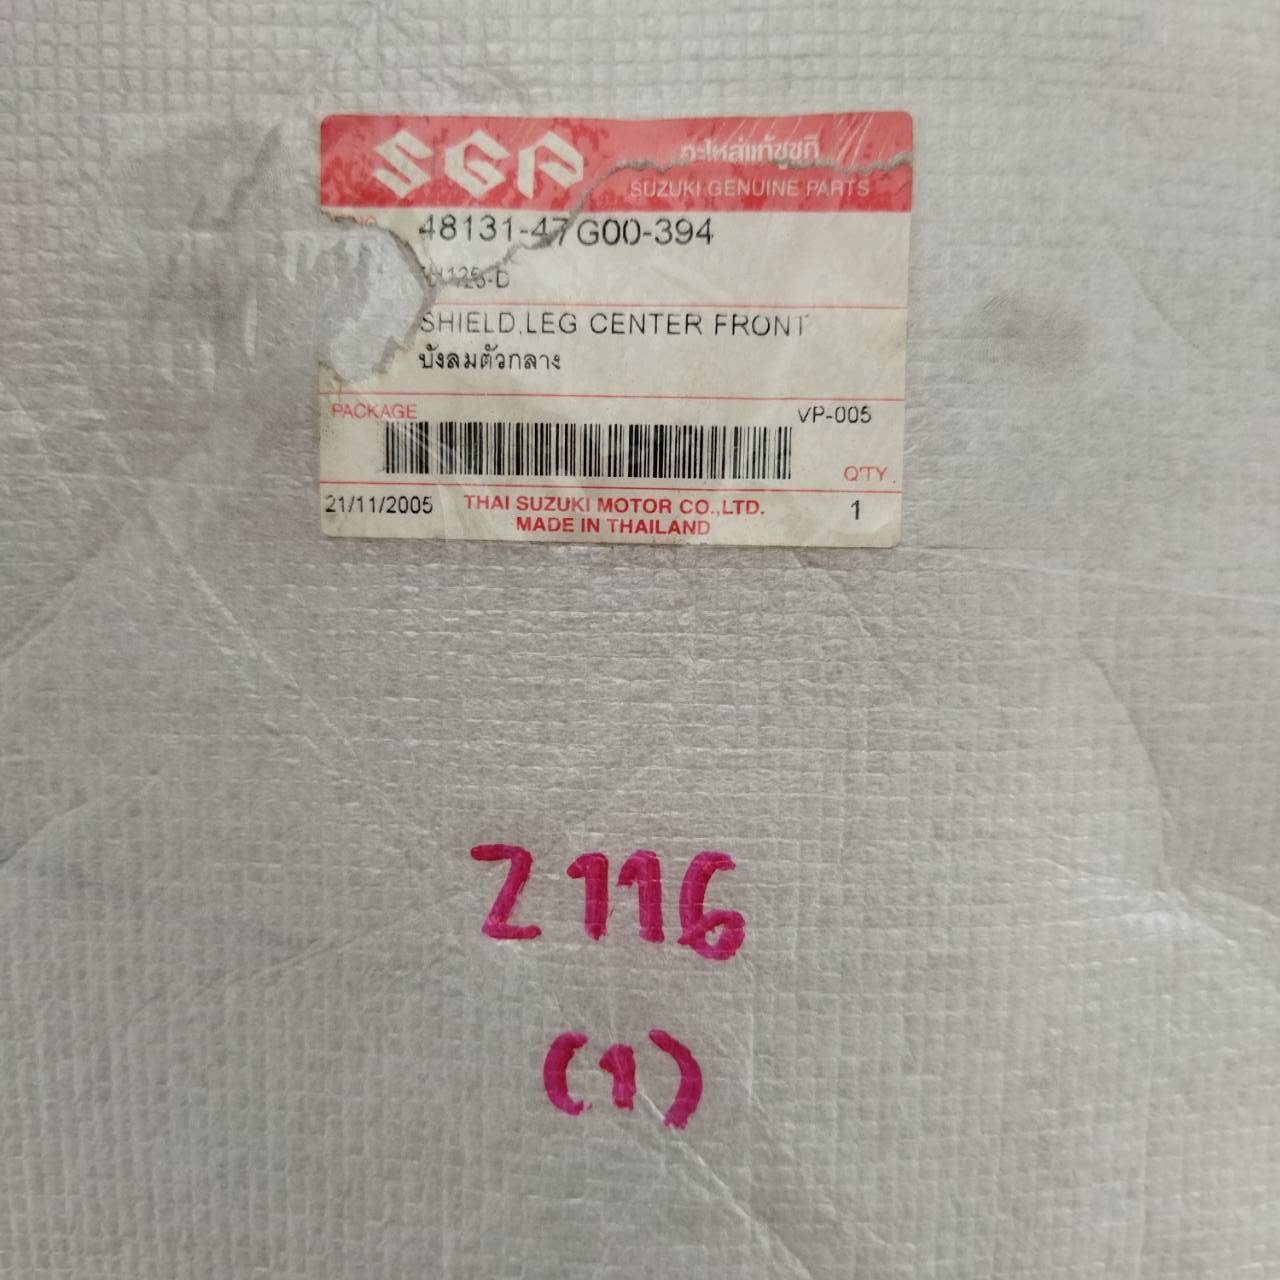 SGP
อะไหล่แท้ซูซูกิ
SUZUKI GENUINE PARTS
48131-47G00-394
125-D
SHIELD,LEG CENTER FRONT
บังลมตัวกลาง
PACKAGE
VP-005
Q'TY.
21/11/2005
THAI SUZUKI MOTOR CO.,LTD.
1
MADE IN THAILAND
Z116
(1)